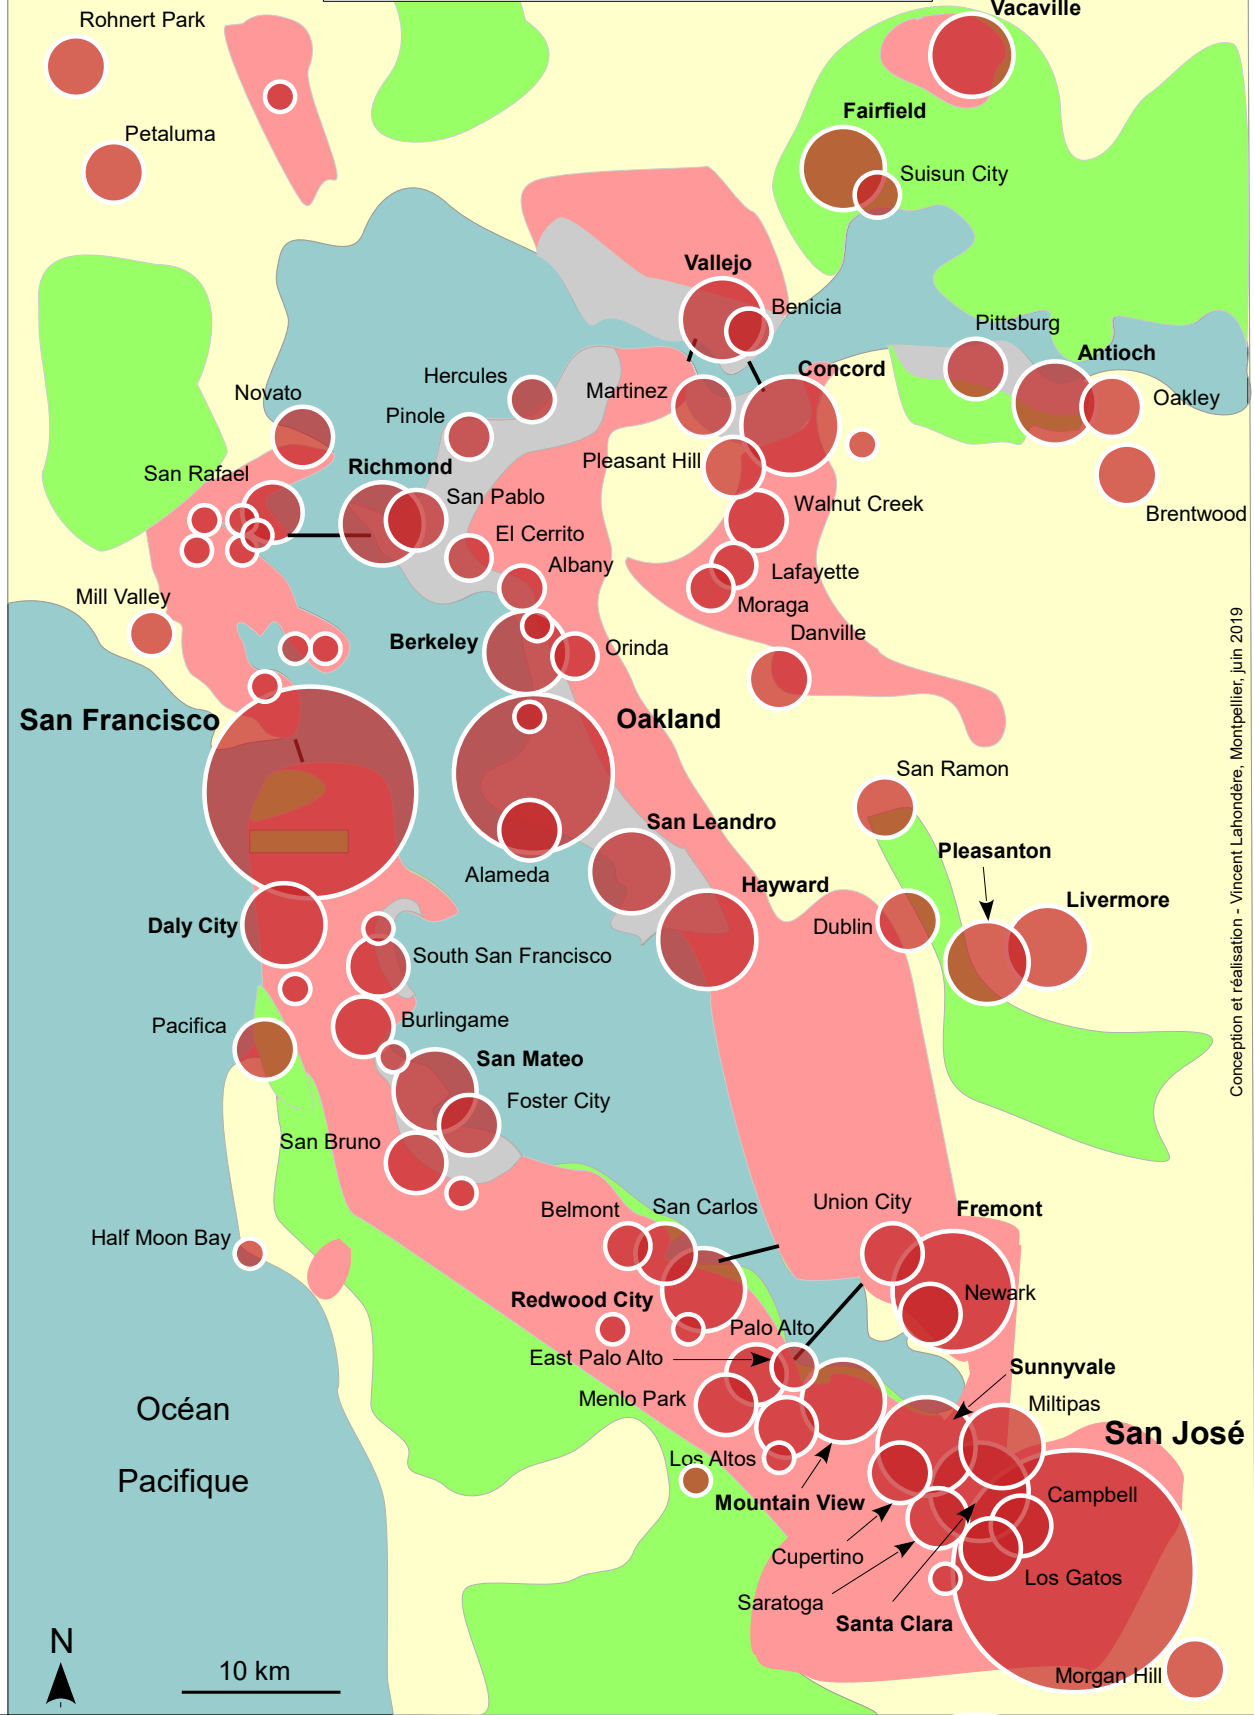 Vacaville
Rohnert Park
Fairfield
Petaluma
Suisun City
Vallejo
Benicia
Pittsburg
Antioch
Concord
Hercules
Martinez
Novato
Oakley
Pinole
Pleasant Hill
San Rafael
Richmond
San Pablo
Walnut Creek
Brentwood
El Cerrito
Albany
Lafayette
Mill Valley
Moraga
Danville
Berkeley
Orinda
San Francisco
Oakland
San Ramon
San Leandro
Pleasanton
Alameda
Hayward
Livermore
Daly City
Dublin
South San Francisco
Pacifica
Burlingame
San Mateo
Foster City
San Bruno
Conception et réalisation - Vincent Lahondère, Montpellier, juin 2019
Union City
Belmont
San Carlos
Fremont
Half Moon Bay
Newark
Redwood City
Palo Alto
East Palo Alto
Sunnyvale
Menlo Park
Miltipas
Océan
Pacifique
San José
Los Altos
Campbell
Mountain View
Cupertino
Los Gatos
Saratoga
Santa Clara
N
10 km
Morgan Hill